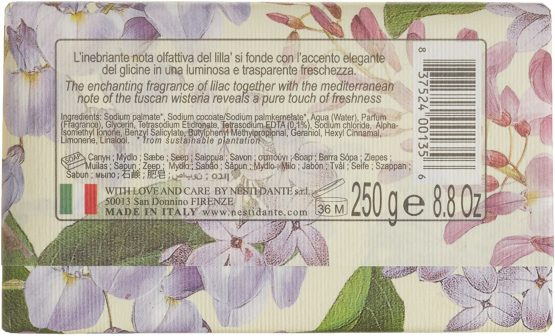 L'inebriante nota olfattiva del lilla' si fonde con l'accento elegante
del glicine in una luminosa e trasparente freschezza.
The enchanting fragrance of lilac together with the mediterranean
note of the tuscan wisteria reveals a pure touch of freshness
Ingredients: Sodium palmate*, Sodium cocoate/Sodium palmkernelate*, Aqua (Water), Parfum
(Fragrance), Glycerin, Tetrasodium Etidronate, Tetrasodium EDTA (0,1%), Sodium chloride, Alpha-
Isomethyl Ionone, Benzyl Salicylate, Butylphenyl Methylpropional, Geraniol, Hexyl Cinnamal,
Limonene, Linalool. * from sustainable plantation
SOAP Сапун / Mýdlo / Sæbe / Seep / Saippua / Savon / σαπούνι / Soap /
Muilas / Sapun / Zeep / Mydło / Sabão / Săpun / Mydlo / Milo / Jabón / Tvål / Seife / Szappan /
Sabun / мыло / 石鹸 / 肥皂 /
WITH LOVE AND CARE BY NESTI DANTE s.r.l.
50013 San Donnino FIRENZE
MADE IN ITALY www.nestidante.com
36 M
250 g e 8.8 Oz
8 37524 00135 6